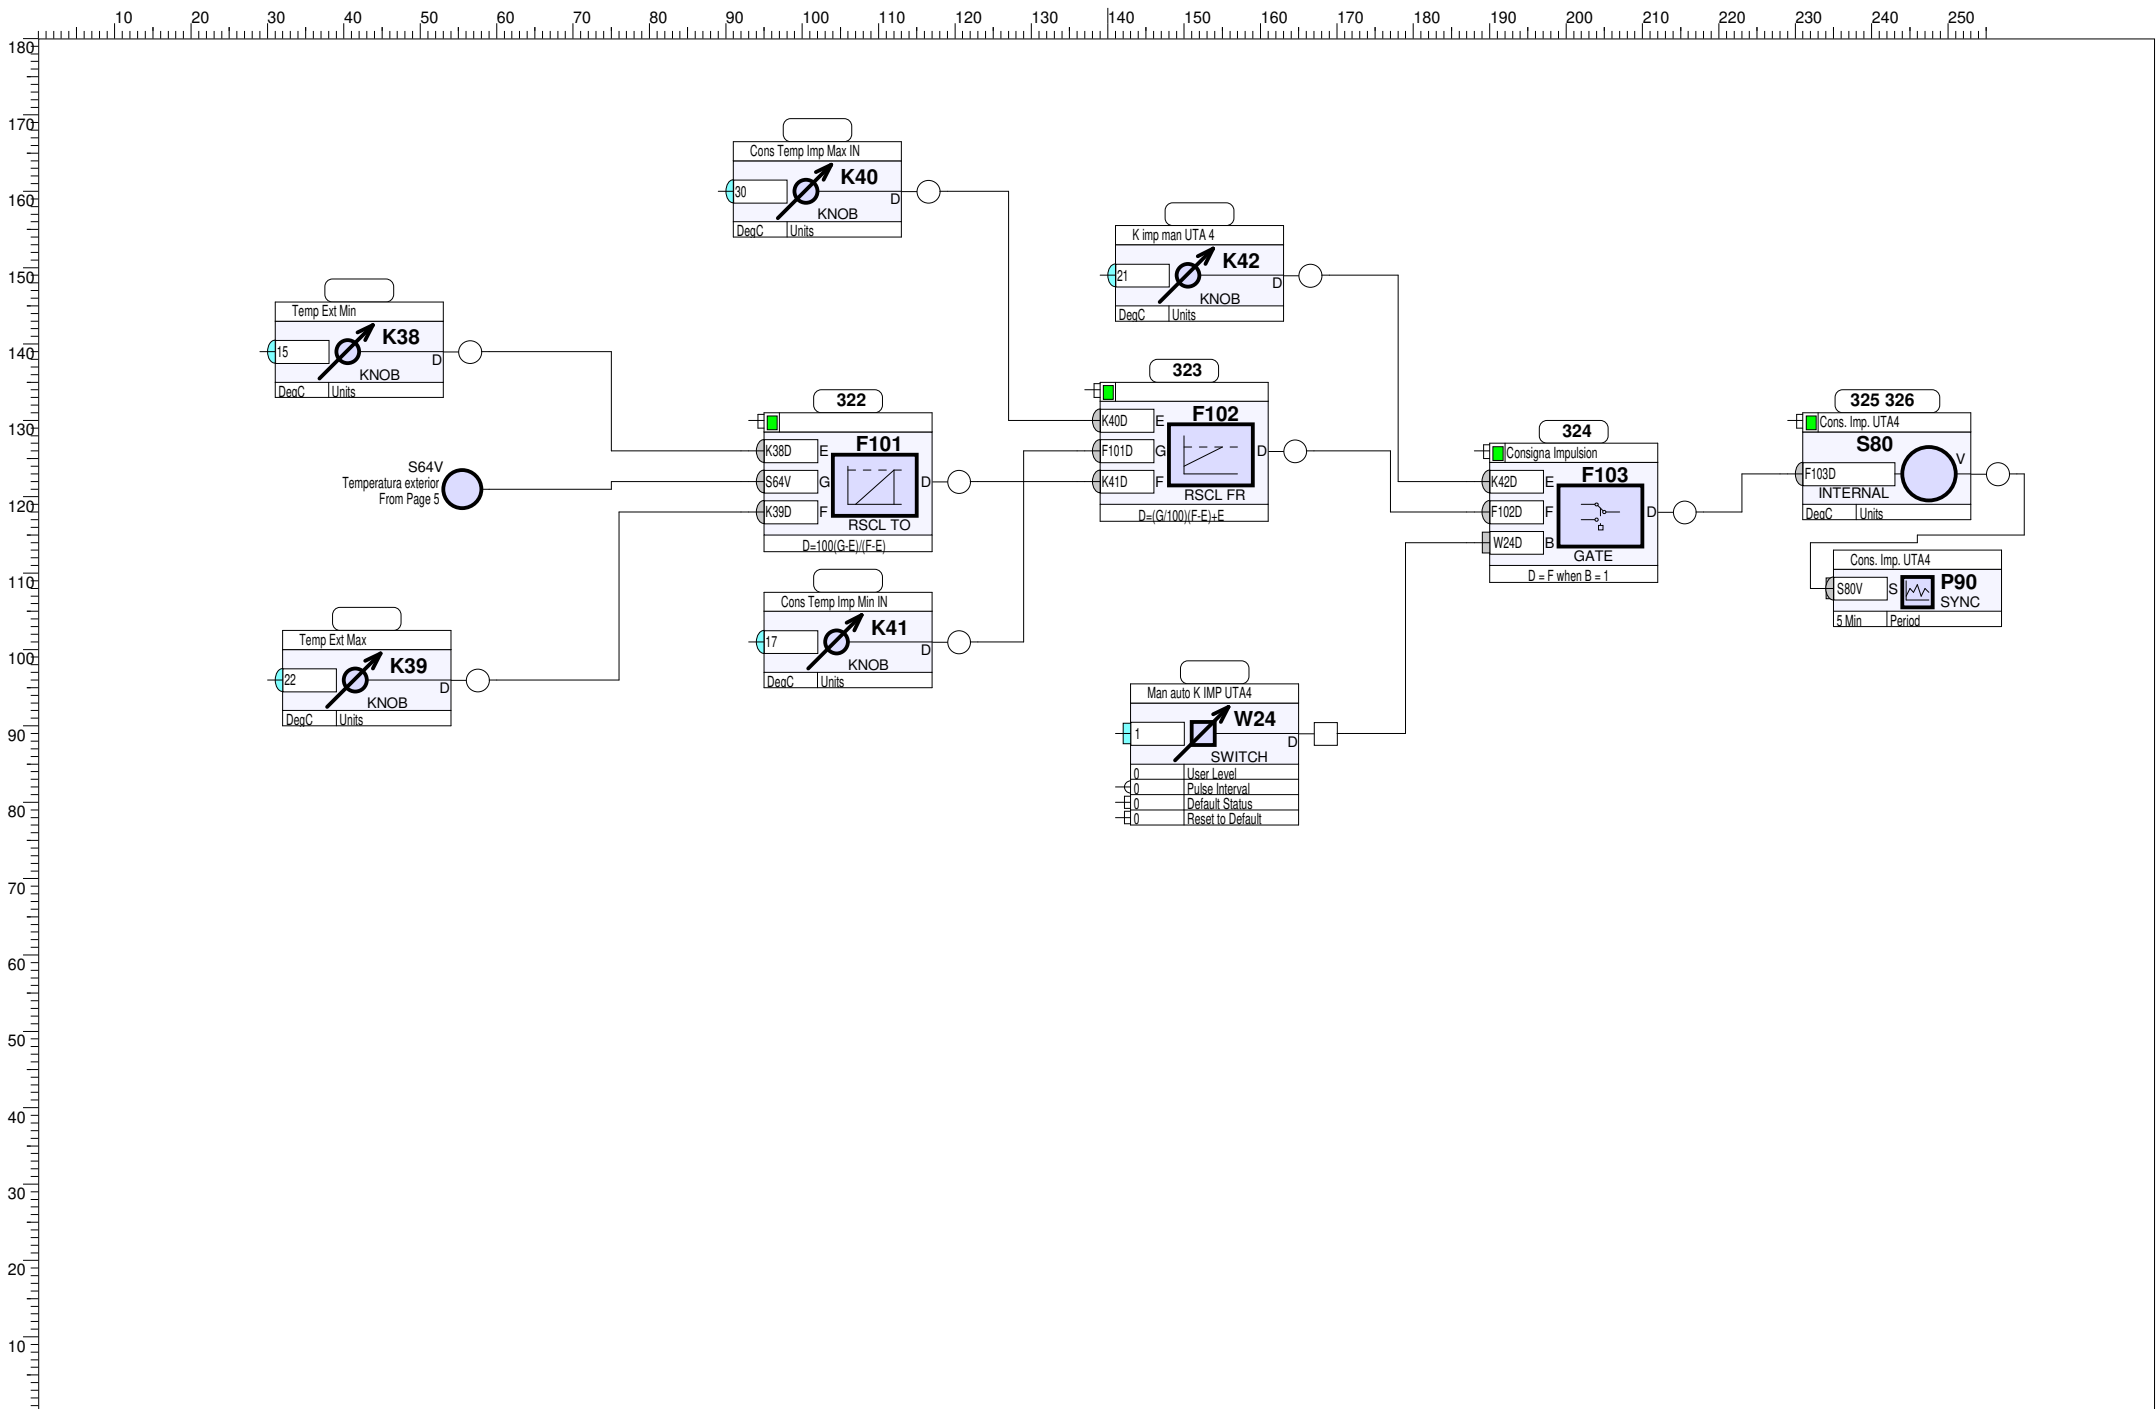 10 20 30 40 50 60 70 80 90 100 110 120 130 140 150 160 170 180 190 200 210 220 230 240 250
180
170
160
150
140
130
120
110
100
90
80
70
60
50
40
30
20
10
Cons Temp Imp Max IN
30
K40
D
KNOB
DegC Units
K imp man UTA 4
21
K42
D
KNOB
DegC Units
Temp Ext Min
15
K38
D
KNOB
DegC Units
S64V
Temperatura exterior
From Page 5
Temp Ext Max
22
K39
D
KNOB
DegC Units
322
F101
K38D E
S64V G D
K39D F
RSCL TO
D=100(G-E)/(F-E)
Cons Temp Imp Min IN
17
K41
D
KNOB
DegC Units
323
F102
K40D E
F101D G D
K41D F
RSCL FR
D=(G/100)(F-E)+E
Man auto K IMP UTA4
1
W24
D
SWITCH
0 User Level
0 Pulse Interval
0 Default Status
0 Reset to Default
324
Consigna Impulsion
F103
K42D E
F102D F D
W24D B
GATE
D = F when B = 1
325 326
Cons. Imp. UTA4
S80
V
F103D
INTERNAL
DegC Units
Cons. Imp. UTA4
S80V S P90
SYNC
5 Min Period